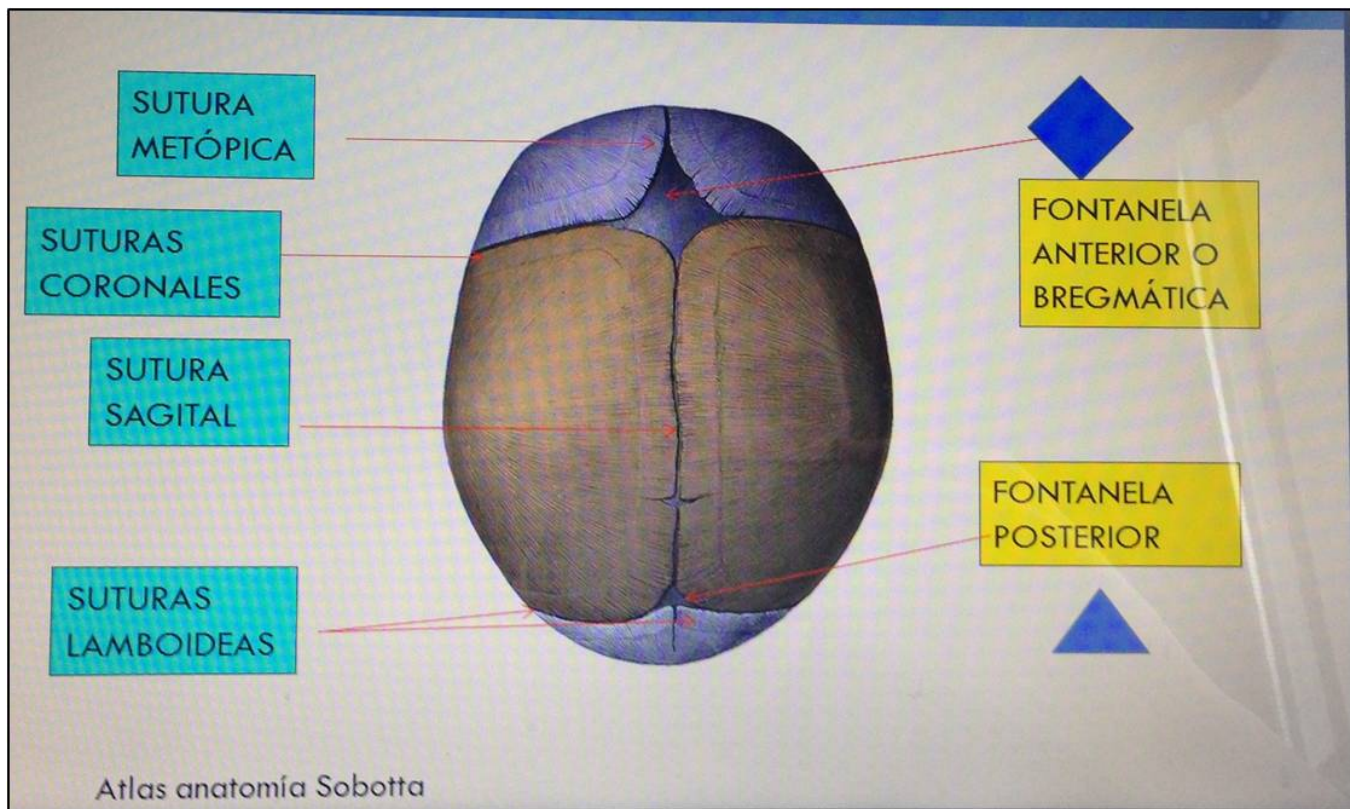 SUTURA
METÓPICA
SUTURAS
CORONALES
SUTURA
SAGITAL
SUTURAS
LAMBOIDEAS
FONTANELA
ANTERIOR O
BREGMÁTICA
FONTANELA
POSTERIOR
Atlas anatomía Sobotta